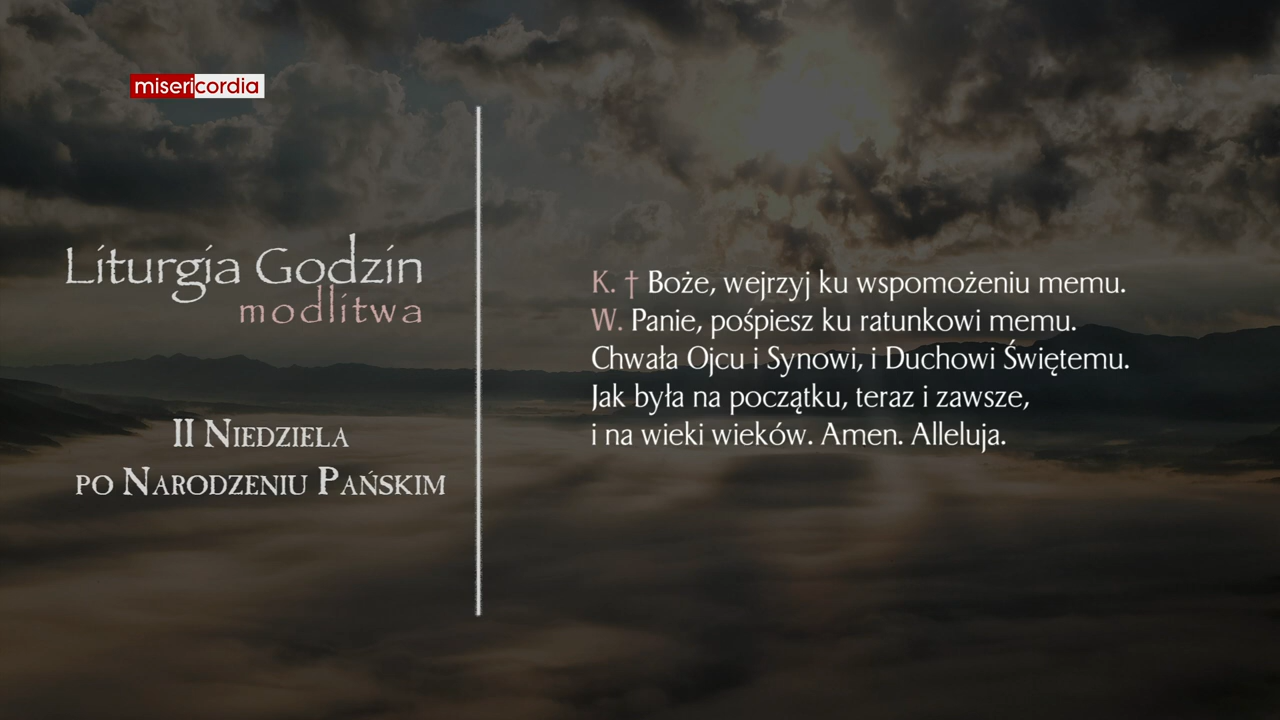 misericordia
Liturgia Godzin
modlitwa
II Niedziela
po Narodzeniu Pańskim
K. † Boże, wejrzyj ku wspomożeniu memu.
W. Panie, pośpiesz ku ratunkowi memu.
Chwała Ojcu i Synowi, i Duchowi Świętemu.
Jak była na początku, teraz i zawsze,
i na wieki wieków. Amen. Alleluja.